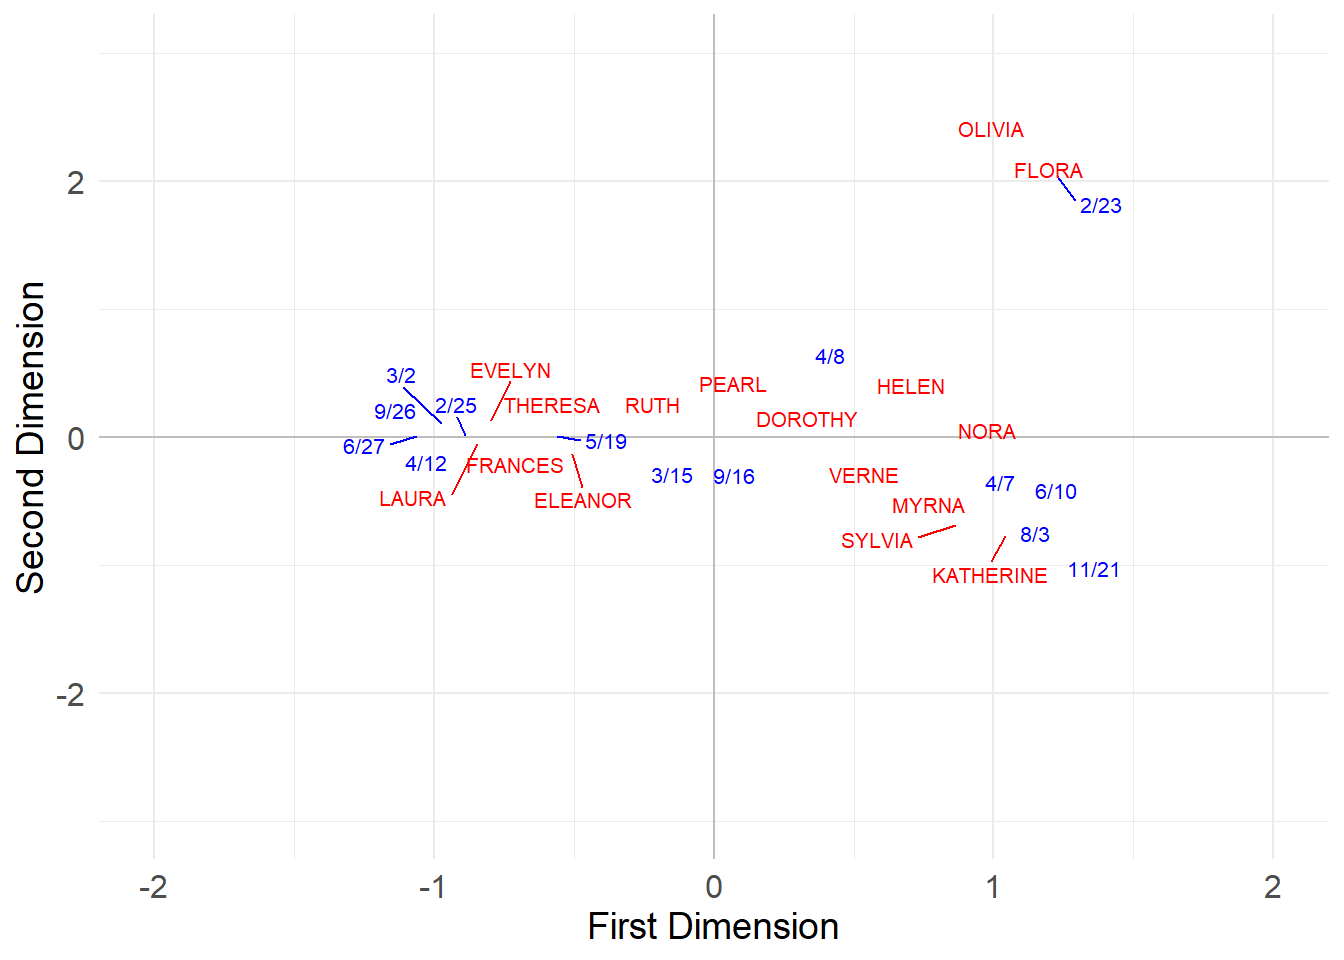 OLIVIA
FLORA
2
2/23
4/8
EVELYN
3/2
PEARL
HELEN
9/26
2/25
THERESA
RUTH
DOROTHY
NORA
0
6/27
5/19
4/12
FRANCES
3/15
9/16
VERNE
4/7
6/10
LAURA
ELEANOR
MYRNA
SYLVIA
8/3
KATHERINE
11/21
-2
Second Dimension
-2
-1
0
1
2
First Dimension